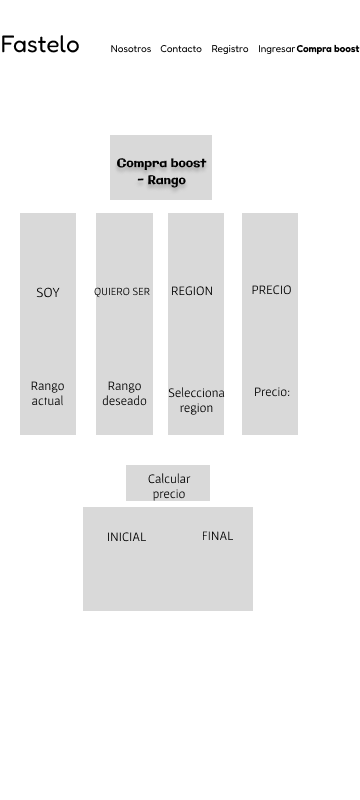 Fastelo
Nosotros Contacto Registro Ingresar Compra boost
Compra boost
- Rango
SOY
QUIERO SER
REGION
PRECIO
Rango
actual
Rango
deseado
Selecciona
region
Precio:
Calcular
precio
INICIAL
FINAL